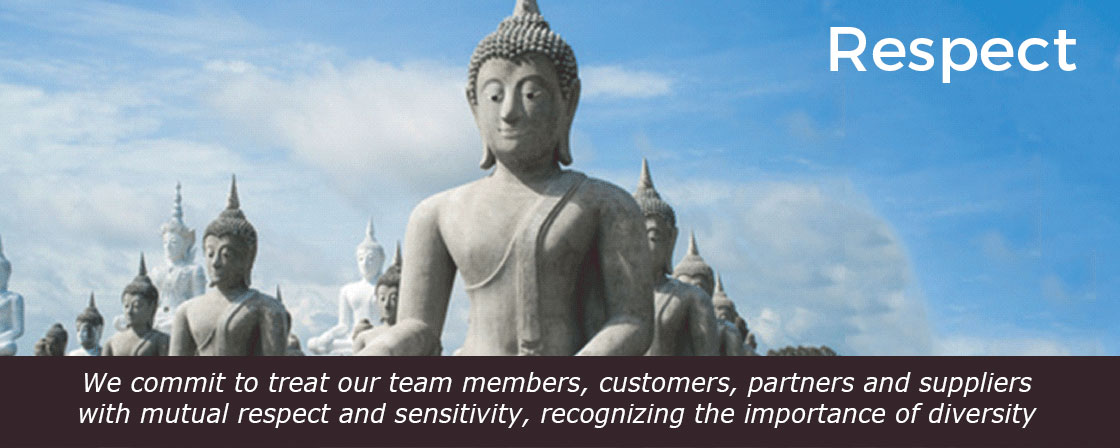 Respect
We commit to treat our team members, customers, partners and suppliers
with mutual respect and sensitivity, recognizing the importance of diversity